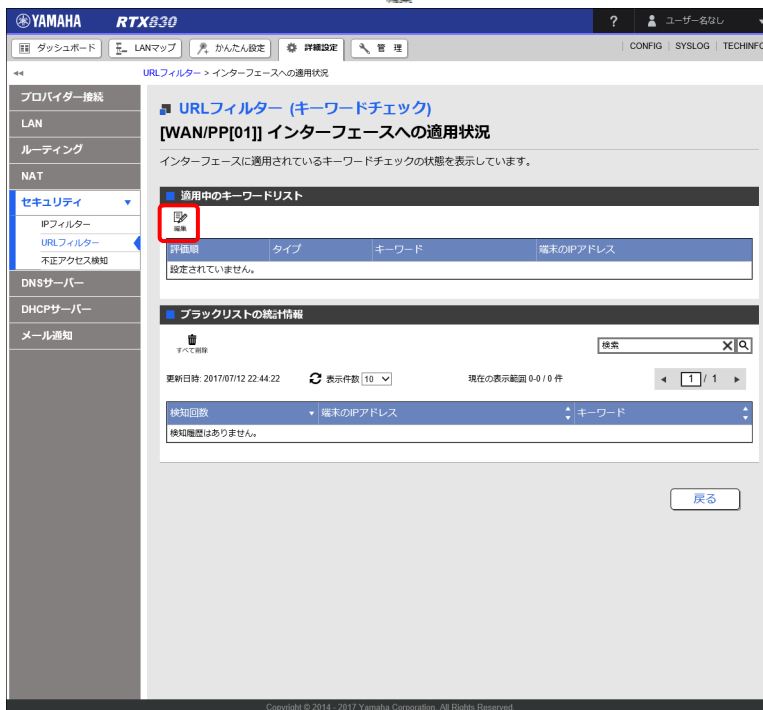 YAMAHA RTX830 ? ユーザー名なし
ダッシュボード LANマップ かんたん設定 詳細設定 管理 CONFIG SYSLOG TECHINFO
URLフィルター > インターフェースへの適用状況
プロバイダー接続
LAN
ルーティング
NAT
セキュリティ
IPフィルター
URLフィルター
不正アクセス検知
DNSサーバー
DHCPサーバー
メール通知
URLフィルター (キーワードチェック)
[WAN/PP[01]] インターフェースへの適用状況
インターフェースに適用されているキーワードチェックの状態を表示しています。
適用中のキーワードリスト
編集
評価順 タイプ キーワード 端末のIPアドレス
設定されていません。
ブラックリストの統計情報
すべて削除 検索
更新日時: 2017/07/12 22:44:22 表示件数 10 現在の表示範囲 0-0 / 0 件 1 / 1
検知回数 端末のIPアドレス キーワード
検知履歴はありません。
戻る
Copyright © 2014 - 2017 Yamaha Corporation. All Rights Reserved.